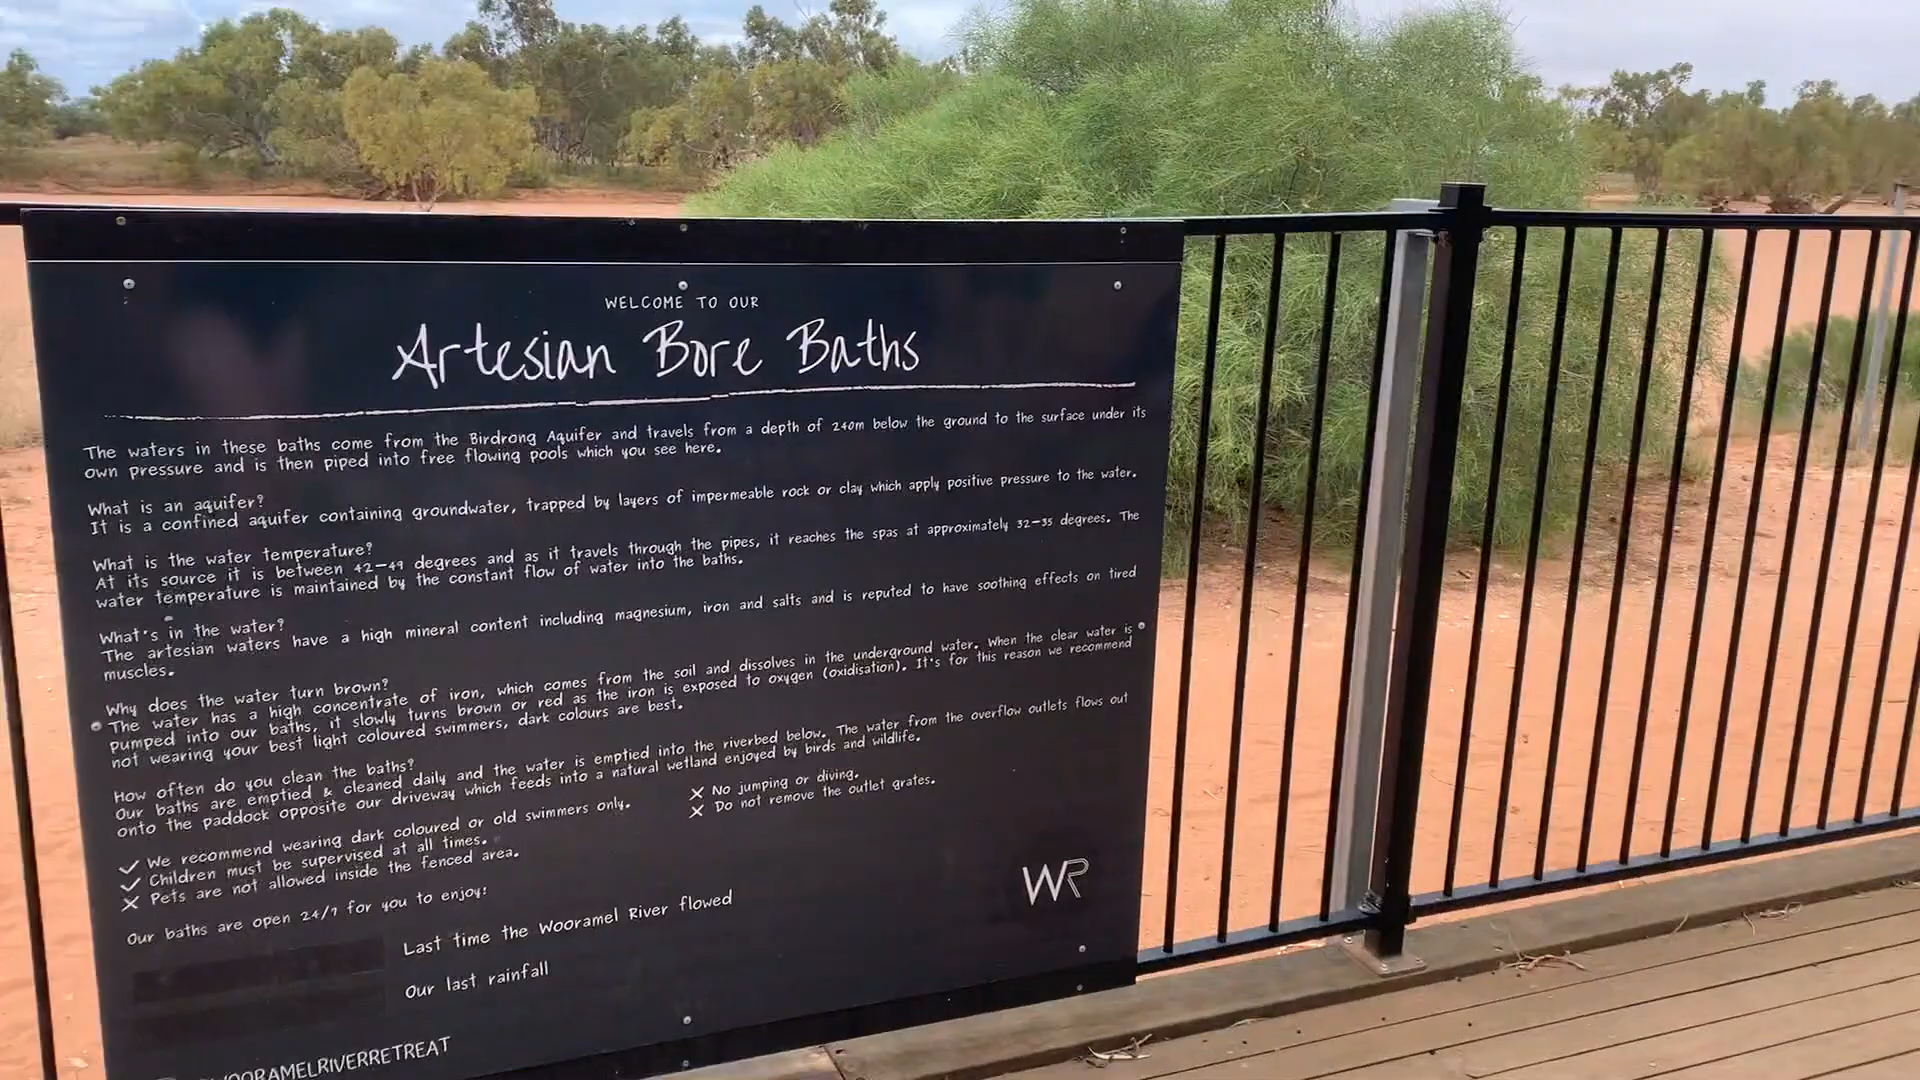 WELCOME TO OUR
Artesian Bore Baths
The waters in these baths come from the Birdrong Aquifer and travels from a depth of 240m below the ground to the surface under its
own pressure and is then piped into free flowing pools which you see here.
What is an aquifer?
It is a confined aquifer containing groundwater, trapped by layers of impermeable rock or clay which apply positive pressure to the water.
What is the water temperature?
At its source it is between 42-49 degrees and as it travels through the pipes, it reaches the spas at approximately 32-35 degrees. The
water temperature is maintained by the constant flow of water into the baths.
What's in the water?
The artesian waters have a high mineral content including magnesium, iron and salts and is reputed to have soothing effects on tired
muscles.
Why does the water turn brown?
The water has a high concentrate of iron, which comes from the soil and dissolves in the underground water. When the clear water is
pumped into our baths, it slowly turns brown or red as the iron is exposed to oxygen (oxidisation). It's for this reason we recommend
not wearing your best light coloured swimmers, dark colours are best.
How often do you clean the baths?
Our baths are emptied & cleaned daily and the water is emptied into the riverbed below. The water from the overflow outlets flows out
onto the paddock opposite our driveway which feeds into a natural wetland enjoyed by birds and wildlife.
✓ We recommend wearing dark coloured or old swimmers only.
✓ Children must be supervised at all times.
✗ Pets are not allowed inside the fenced area.
✗ No jumping or diving.
✗ Do not remove the outlet grates.
Our baths are open 24/7 for you to enjoy!
Last time the Wooramel River flowed
Our last rainfall
WR
WOORAMELRIVERRETREAT